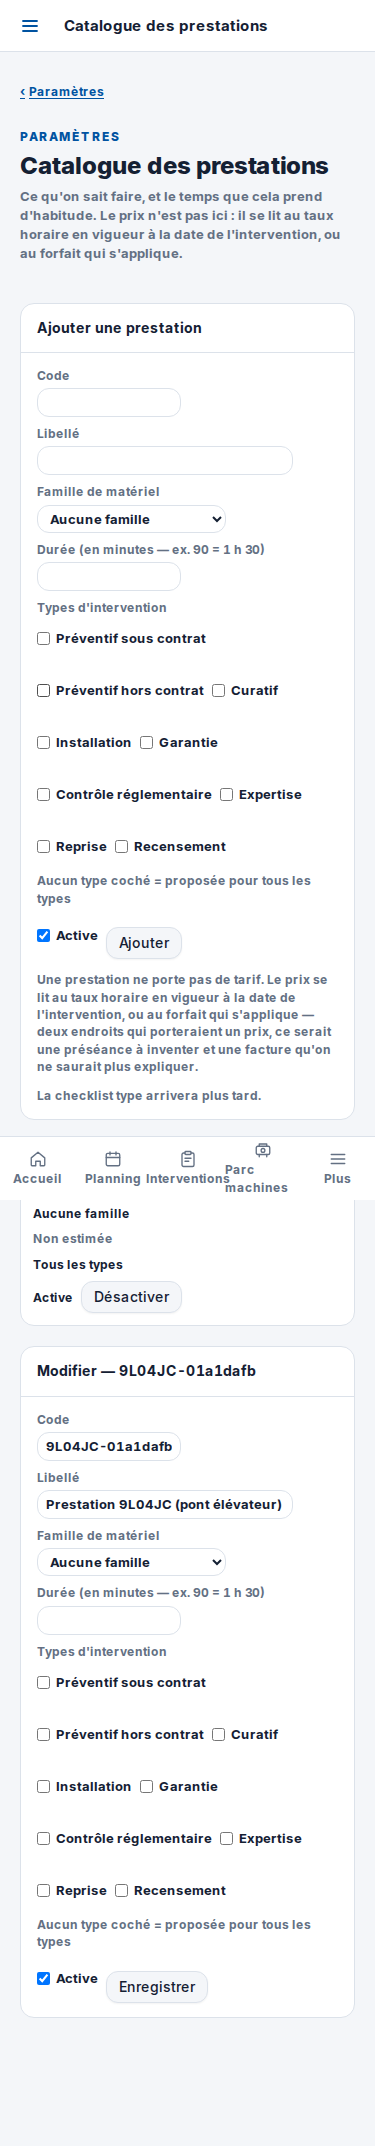 Catalogue des prestations
‹ Paramètres
PARAMÈTRES
Catalogue des prestations
Ce qu'on sait faire, et le temps que cela prend
d'habitude. Le prix n'est pas ici : il se lit au taux
horaire en vigueur à la date de l'intervention, ou
au forfait qui s'applique.
Ajouter une prestation
Code
Libellé
Famille de matériel
Aucune famille
Durée (en minutes — ex. 90 = 1 h 30)
Types d'intervention
Préventif sous contrat
Préventif hors contrat Curatif
Installation Garantie
Contrôle réglementaire Expertise
Reprise Recensement
Aucun type coché = proposée pour tous les
types
Active Ajouter
Une prestation ne porte pas de tarif. Le prix se
lit au taux horaire en vigueur à la date de
l'intervention, ou au forfait qui s'applique —
deux endroits qui porteraient un prix, ce serait
une préséance à inventer et une facture qu'on
ne saurait plus expliquer.
La checklist type arrivera plus tard.
Accueil Planning Interventions Parc machines Plus
Aucune famille
Non estimée
Tous les types
Active Désactiver
Modifier — 9L04JC-01a1dafb
Code
9L04JC-01a1dafb
Libellé
Prestation 9L04JC (pont élévateur)
Famille de matériel
Aucune famille
Durée (en minutes — ex. 90 = 1 h 30)
Types d'intervention
Préventif sous contrat
Préventif hors contrat Curatif
Installation Garantie
Contrôle réglementaire Expertise
Reprise Recensement
Aucun type coché = proposée pour tous les
types
Active Enregistrer